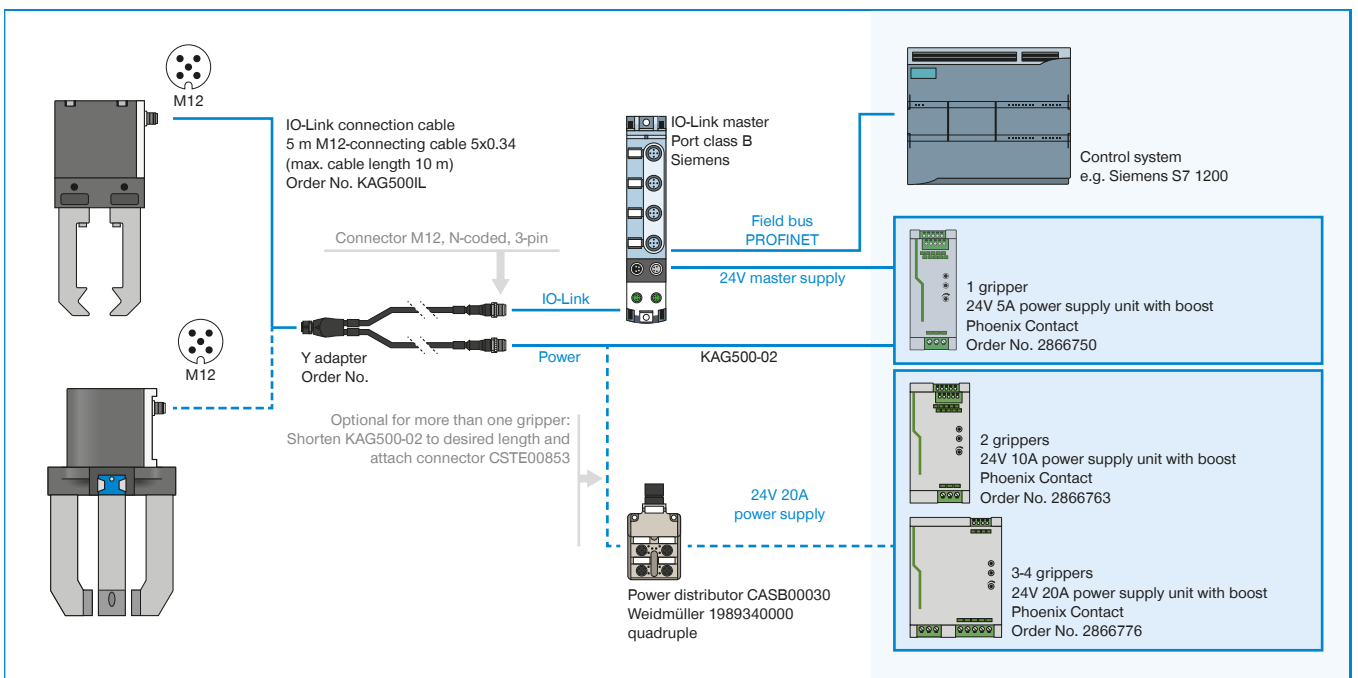 M12
IO-Link connection cable
5 m M12-connecting cable 5x0.34
(max. cable length 10 m)
Order No. KAG500IL
IO-Link master
Port class B
Siemens
Control system
e.g. Siemens S7 1200
Field bus
PROFINET
Connector M12, N-coded, 3-pin
24V master supply
IO-Link
1 gripper
24V 5A power supply unit with boost
Phoenix Contact
Order No. 2866750
M12
Y adapter
Order No.
Power
KAG500-02
Optional for more than one gripper:
Shorten KAG500-02 to desired length and
attach connector CSTE00853
2 grippers
24V 10A power supply unit with boost
Phoenix Contact
Order No. 2866763
24V 20A
power supply
3-4 grippers
24V 20A power supply unit with boost
Phoenix Contact
Order No. 2866776
Power distributor CASB00030
Weidmüller 1989340000
quadruple